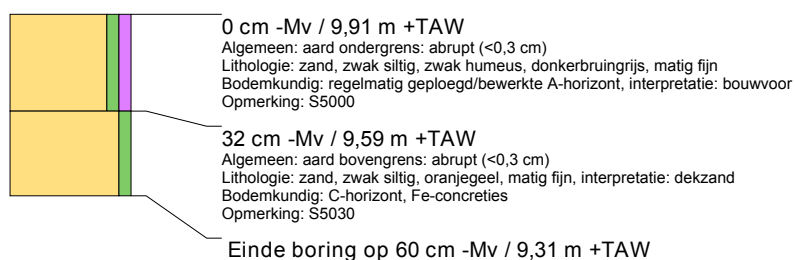 0 cm -Mv / 9,91 m +TAW
Algemeen: aard ondergrens: abrupt (<0,3 cm)
Lithologie: zand, zwak siltig, zwak humeus, donkerbruingrijs, matig fijn
Bodemkundig: regelmatig geploegd/bewerkte A-horizont, interpretatie: bouwvoor
Opmerking: S5000
32 cm -Mv / 9,59 m +TAW
Algemeen: aard bovengrens: abrupt (<0,3 cm)
Lithologie: zand, zwak siltig, oranjegeel, matig fijn, interpretatie: dekzand
Bodemkundig: C-horizont, Fe-concreties
Opmerking: S5030
Einde boring op 60 cm -Mv / 9,31 m +TAW